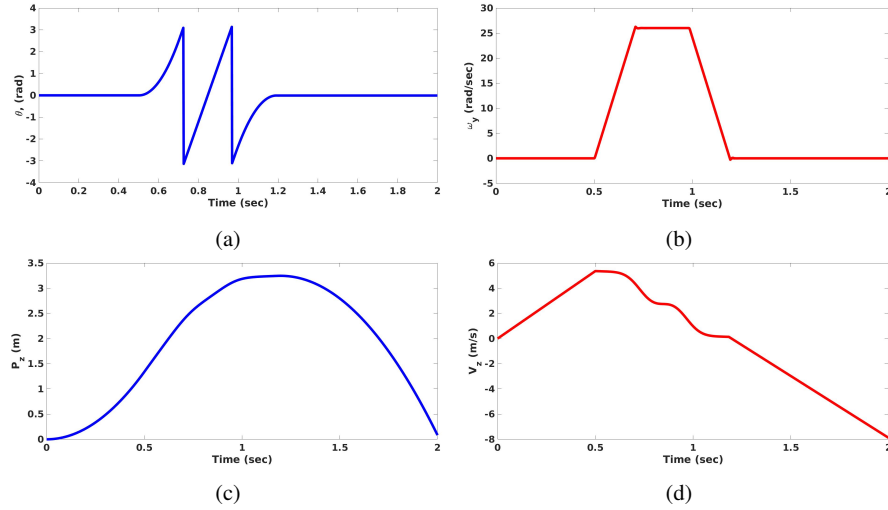 4
3
2
1
0
-1
-2
-3
-4
θ, (rad)
0 0.2 0.4 0.6 0.8 1 1.2 1.4 1.6 1.8 2
Time (sec)
(a)
30
25
20
15
10
5
0
-5
ω_y (rad/sec)
0 0.5 1 1.5 2
Time (sec)
(b)
3.5
3
2.5
2
1.5
1
0.5
0
P_z (m)
0 0.5 1 1.5 2
Time (sec)
(c)
6
4
2
0
-2
-4
-6
-8
V_z (m/s)
0 0.5 1 1.5 2
Time (sec)
(d)